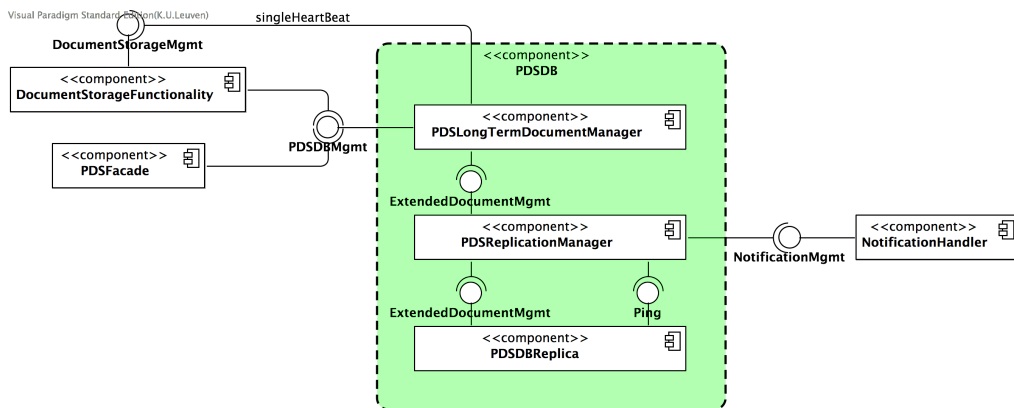 Visual Paradigm Standard Edition(K.U.Leuven)
singleHeartBeat
DocumentStorageMgmt
<<component>>
PDSDB
<<component>>
DocumentStorageFunctionality
<<component>>
PDSLongTermDocumentManager
PDSDBMgmt
<<component>>
PDSFacade
ExtendedDocumentMgmt
<<component>>
PDSReplicationManager
<<component>>
NotificationHandler
NotificationMgmt
ExtendedDocumentMgmt
Ping
<<component>>
PDSDBReplica